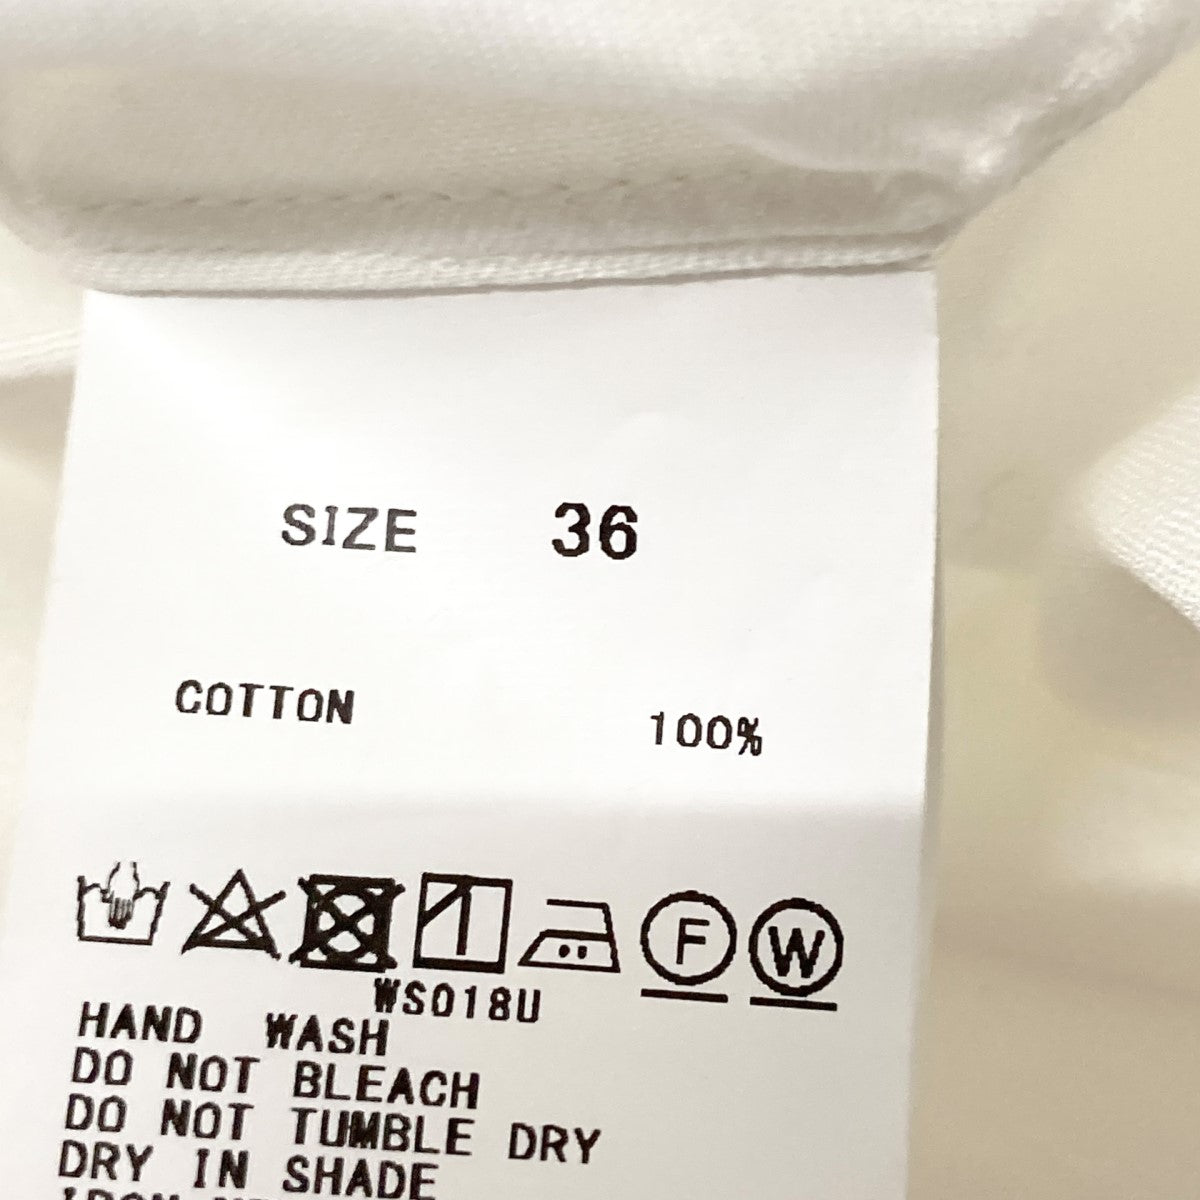 SIZE 36
COTTON 100%
F W
WS018U
HAND WASH
DO NOT BLEACH
DO NOT TUMBLE DRY
DRY IN SHADE